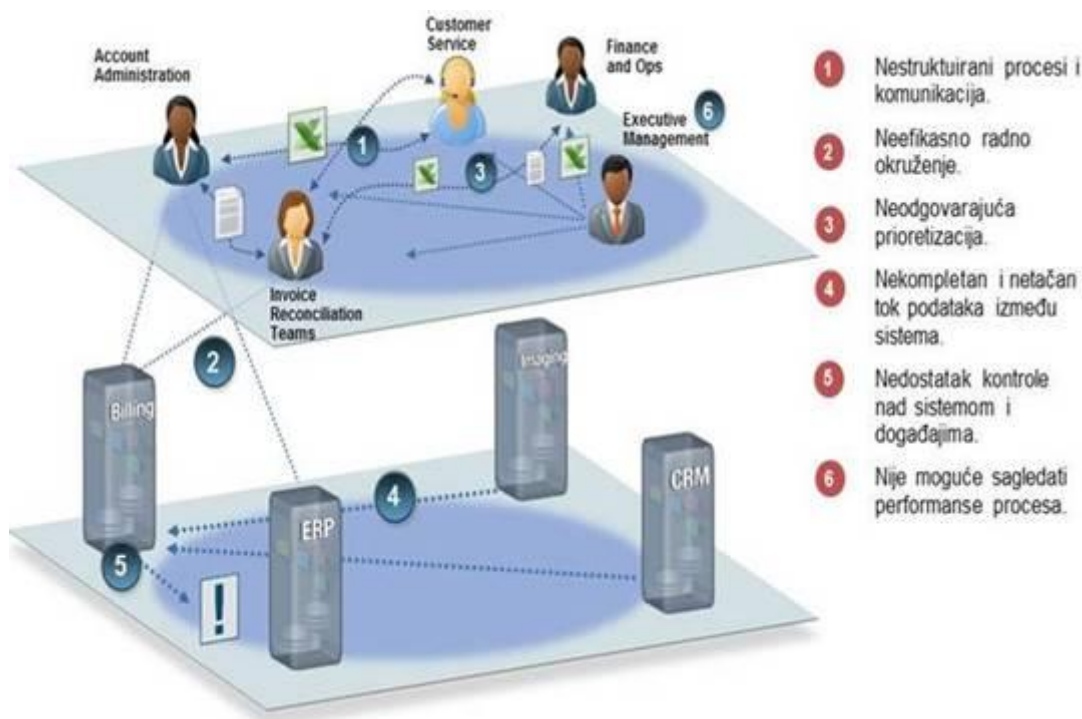 Customer
Service
Account
Administration
Finance
and Ops
Executive
Management
6
1
3
Invoice
Reconciliation
Teams
2
Billing
Imaging
CRM
ERP
4
5
!
1
Nestruktuirani procesi i
komunikacija.
2
Neefikasno radno
okruženje.
3
Neodgovarajuća
prioretizacija.
4
Nekompletan i netačan
tok podataka između
sistema.
5
Nedostatak kontrole
nad sistemom i
događajima.
6
Nije moguće sagledati
performanse procesa.